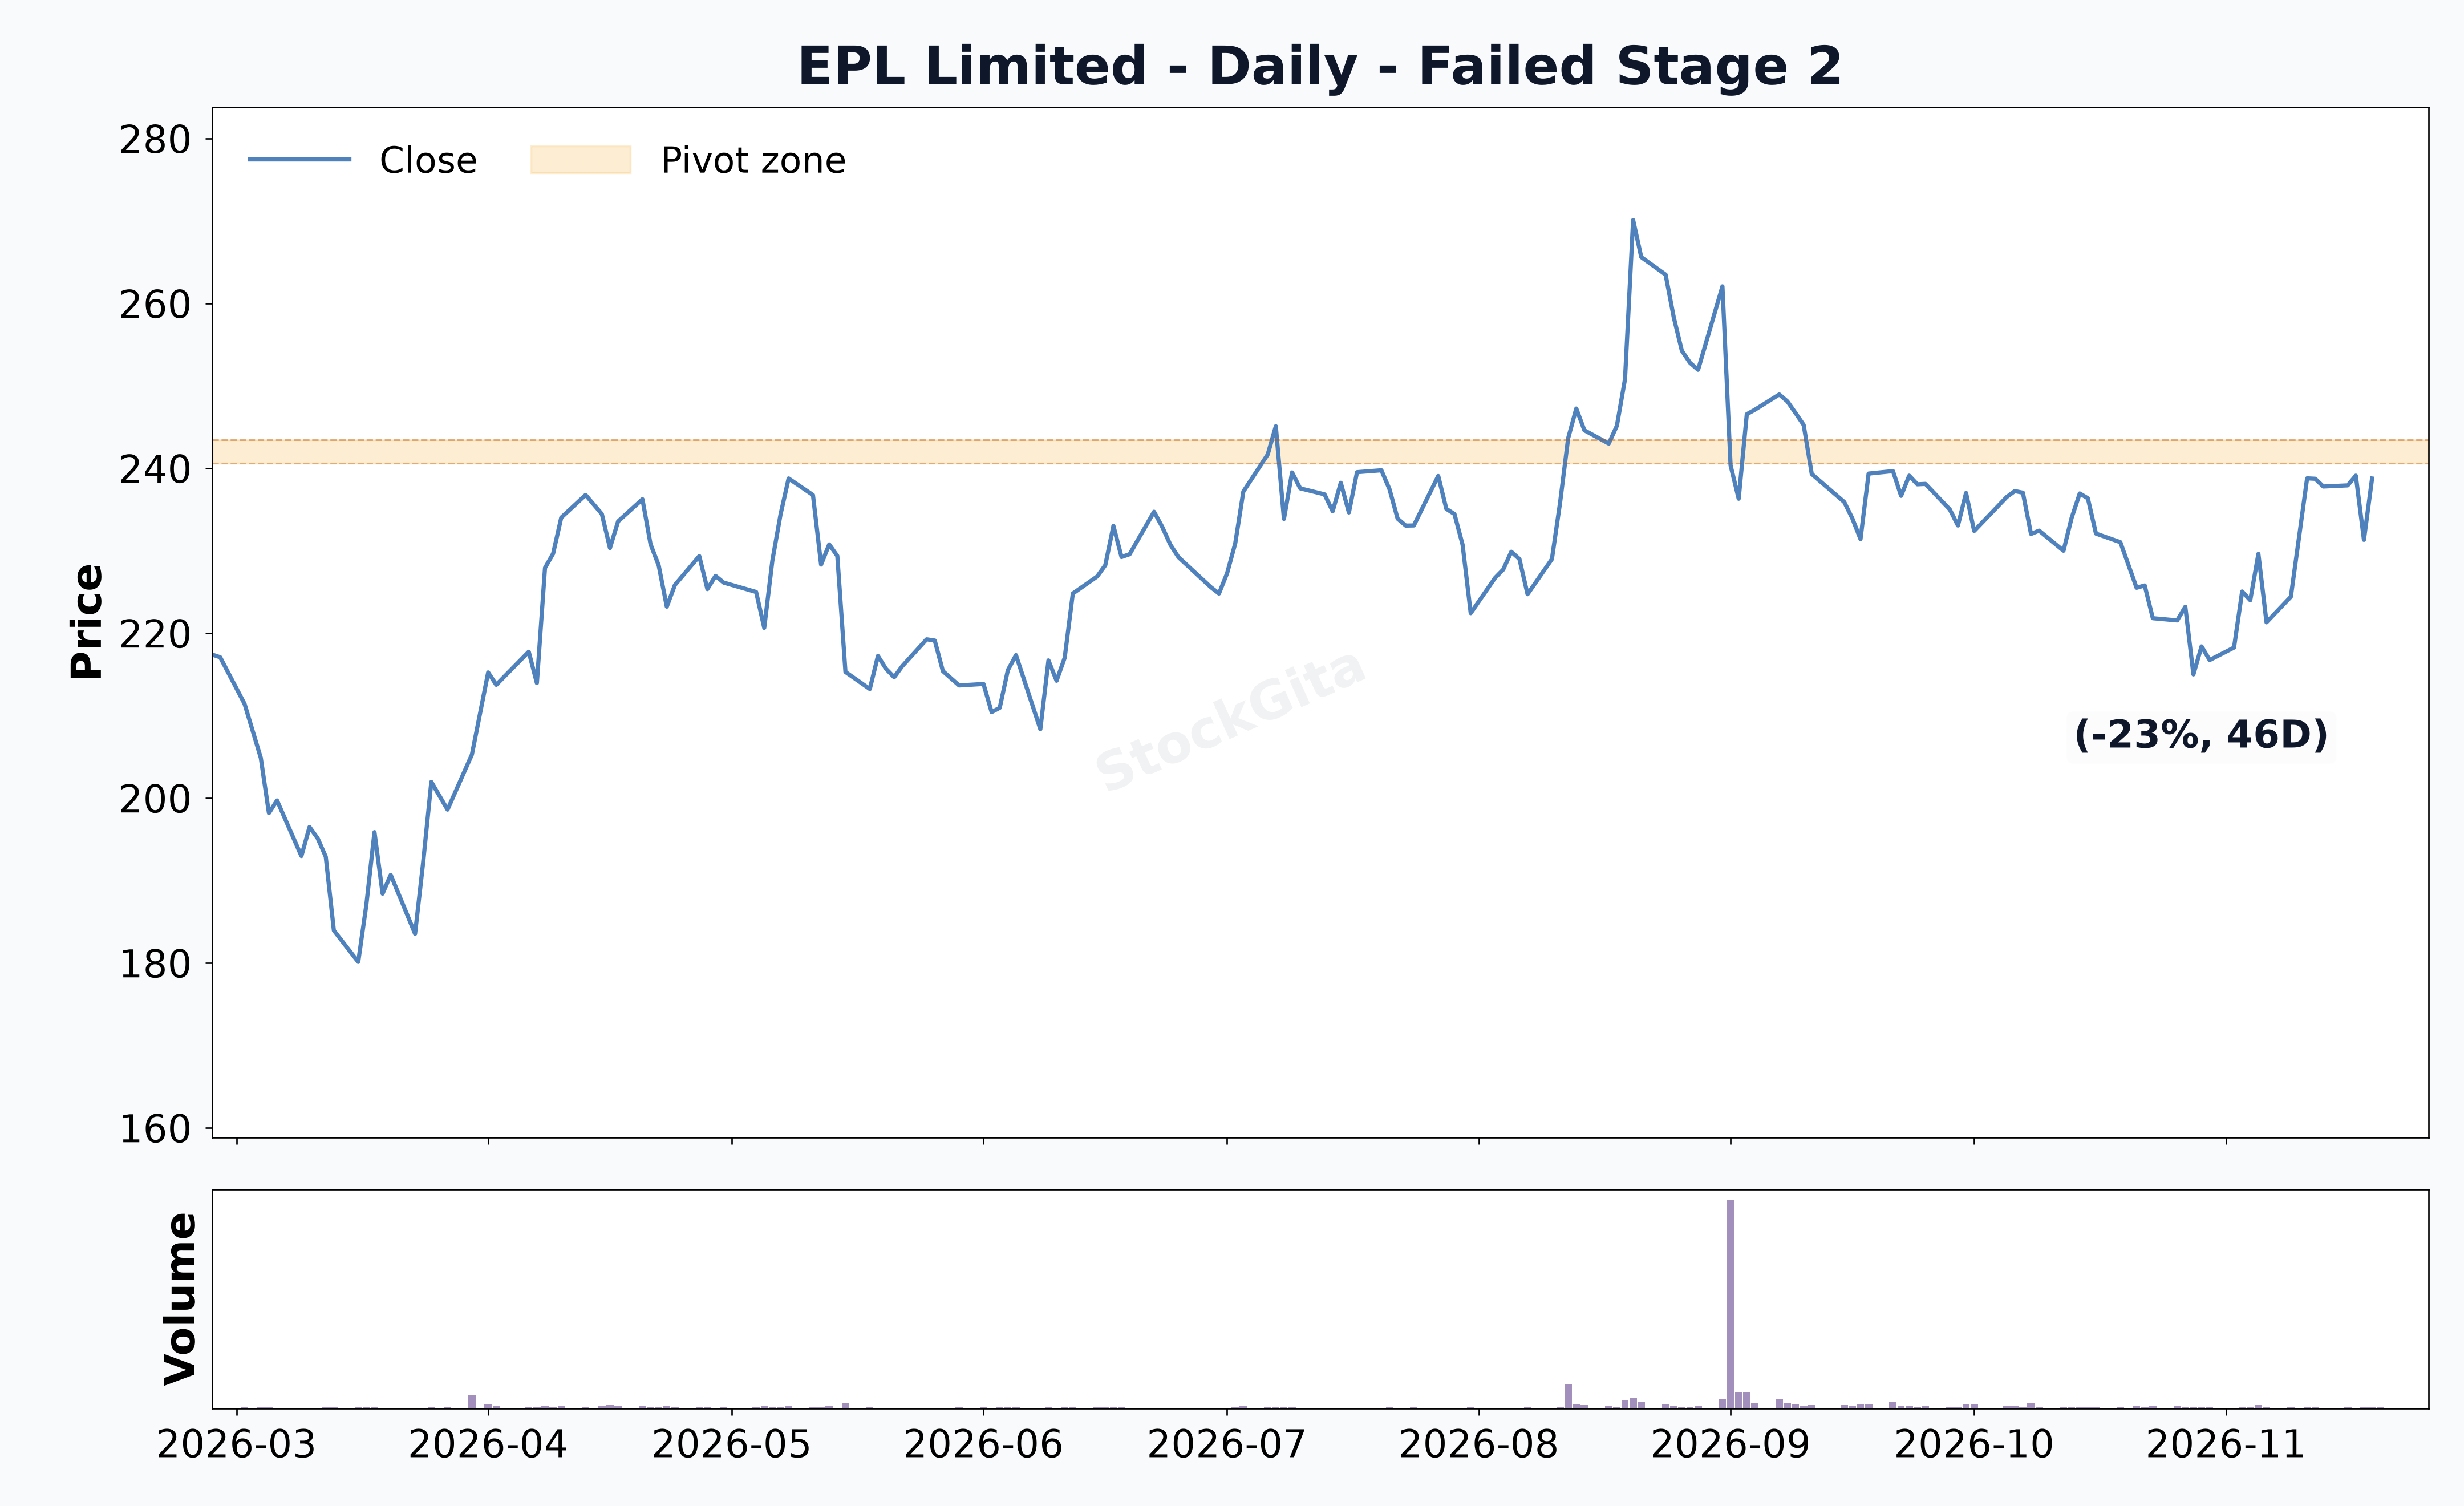 EPL Limited - Daily - Failed Stage 2
Close
Pivot zone
Price
280
260
240
220
200
180
160
StockGita
(-23%, 46D)
Volume
2026-03
2026-04
2026-05
2026-06
2026-07
2026-08
2026-09
2026-10
2026-11